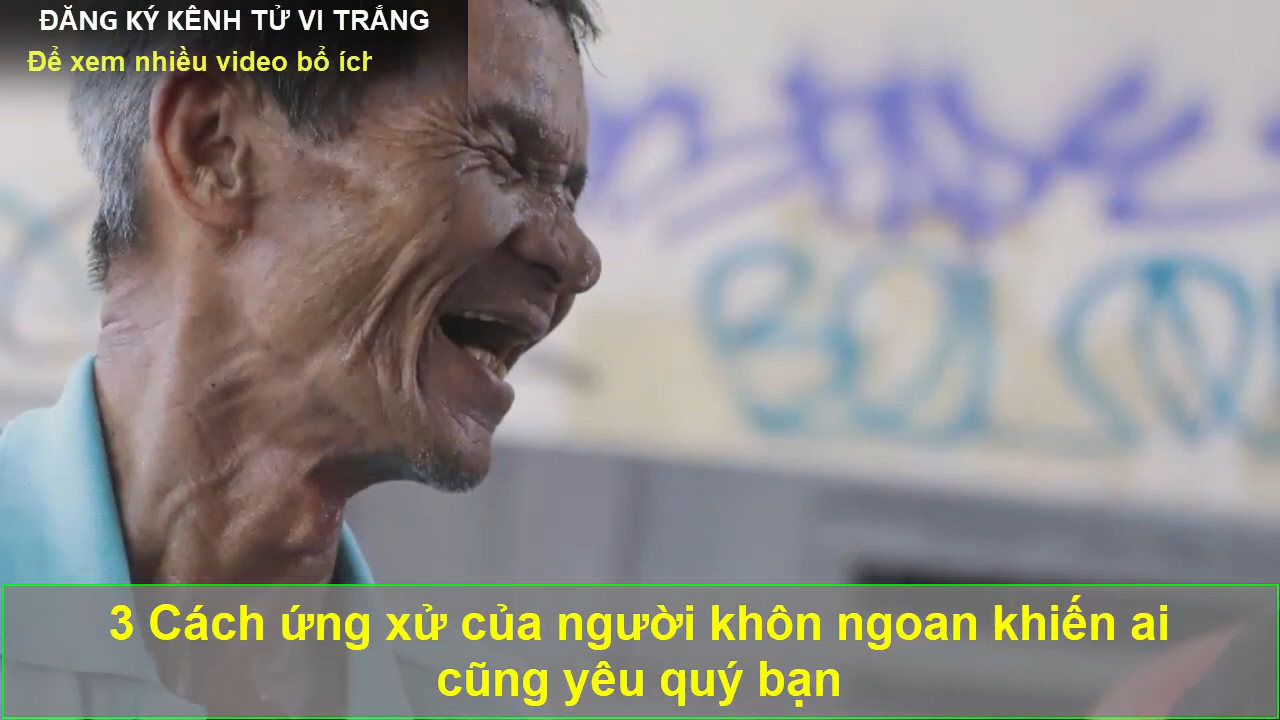 ĐĂNG KÝ KÊNH TỬ VI TRẮNG
Để xem nhiều video bổ ích
3 Cách ứng xử của người khôn ngoan khiến ai
cũng yêu quý bạn